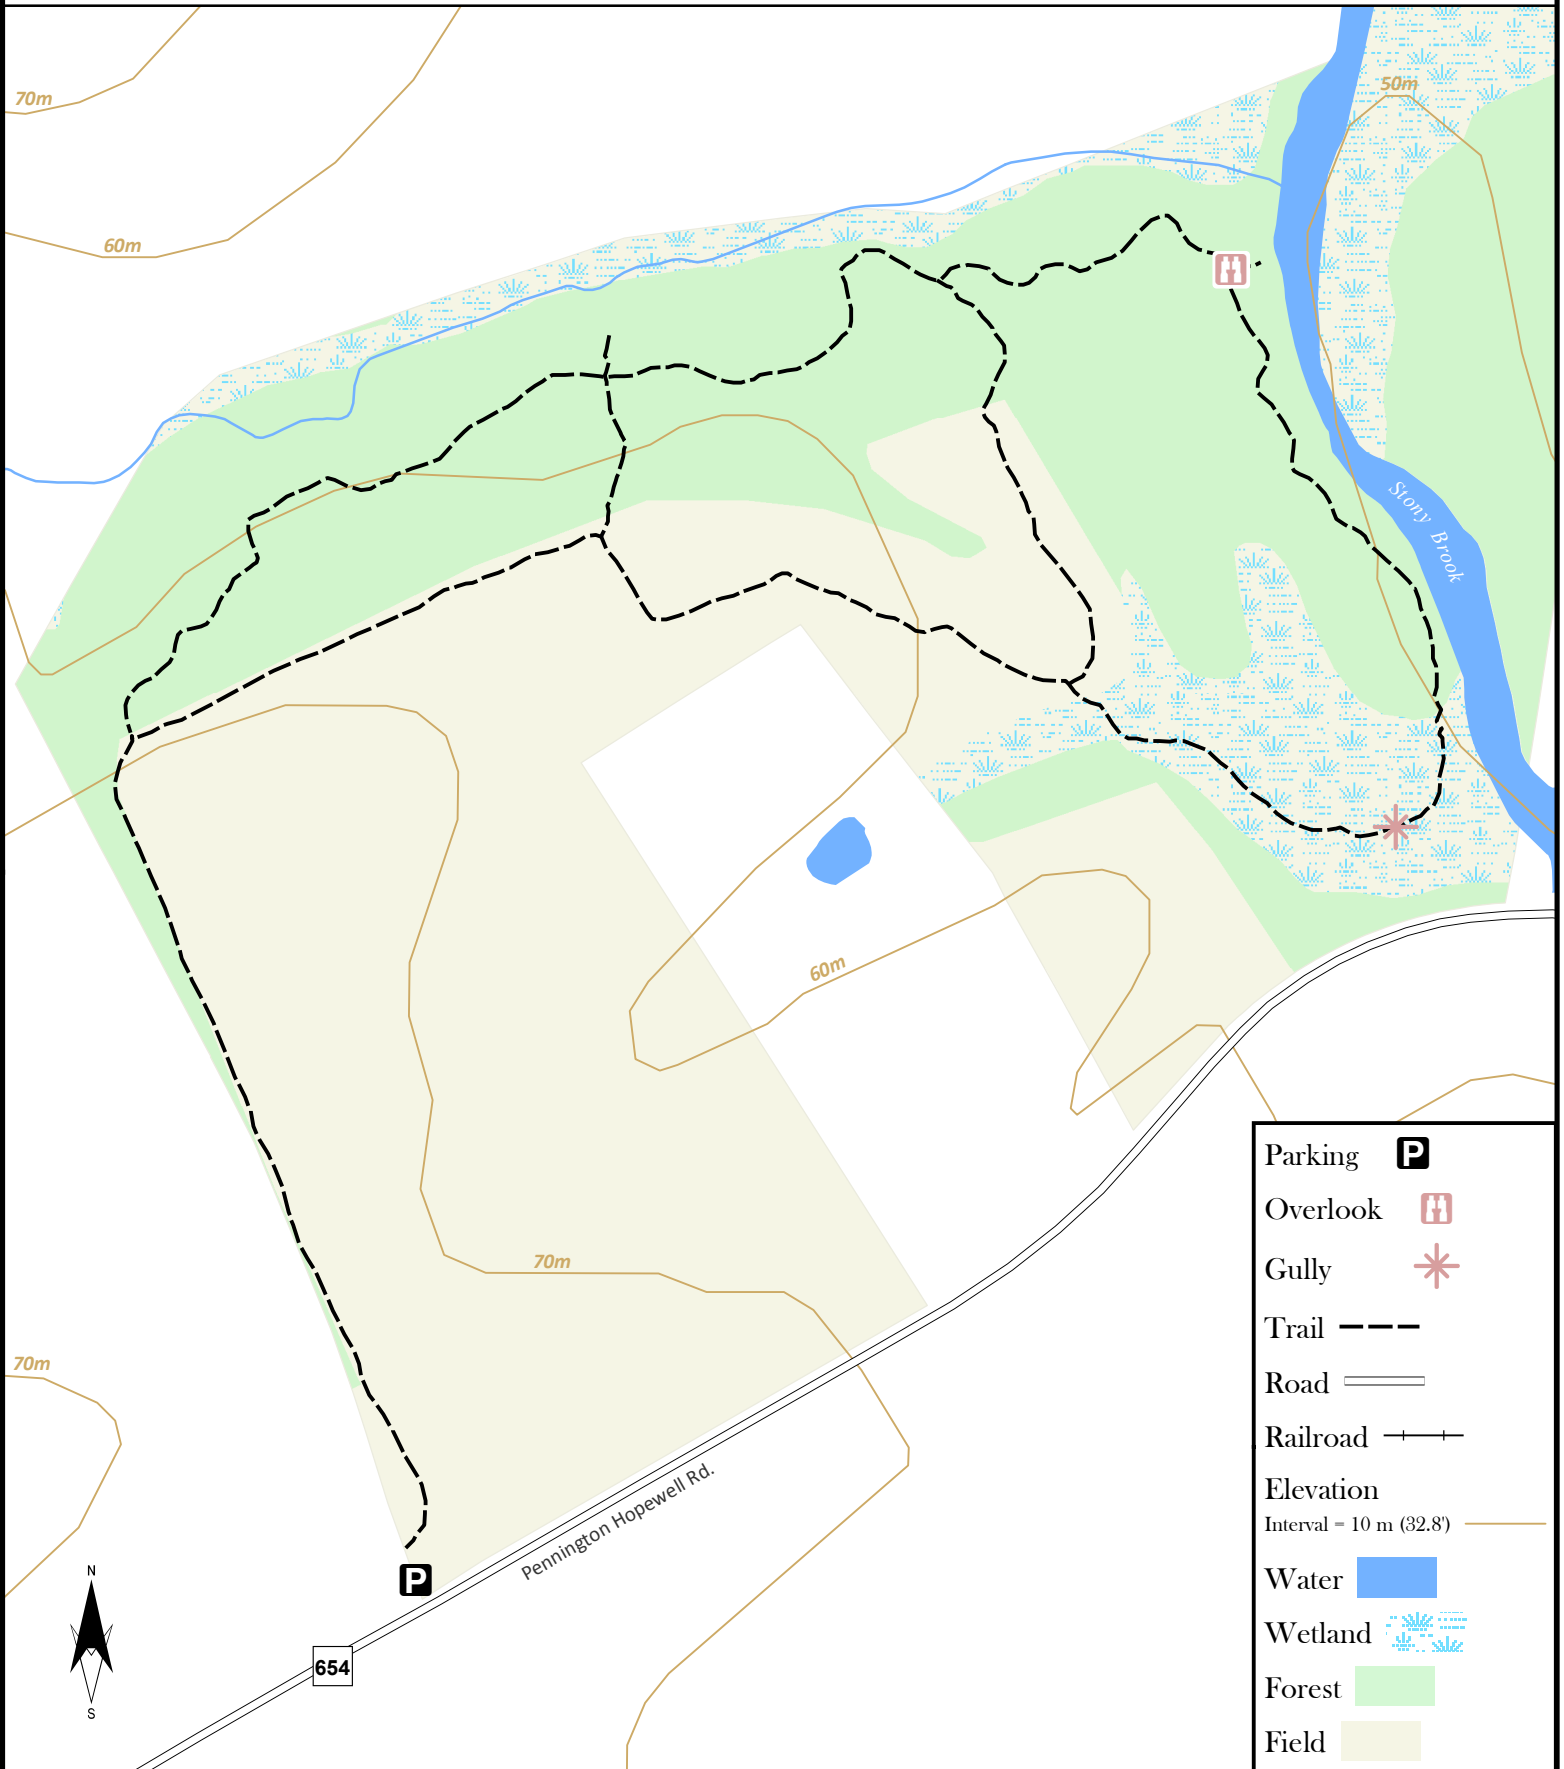 50m
70m
60m
Stony Brook
60m
70m
70m
Pennington Hopewell Rd.
P
654
N
S
Parking P
Overlook
Gully
Trail
Road
Railroad
Elevation
Interval = 10 m (32.8')
Water
Wetland
Forest
Field